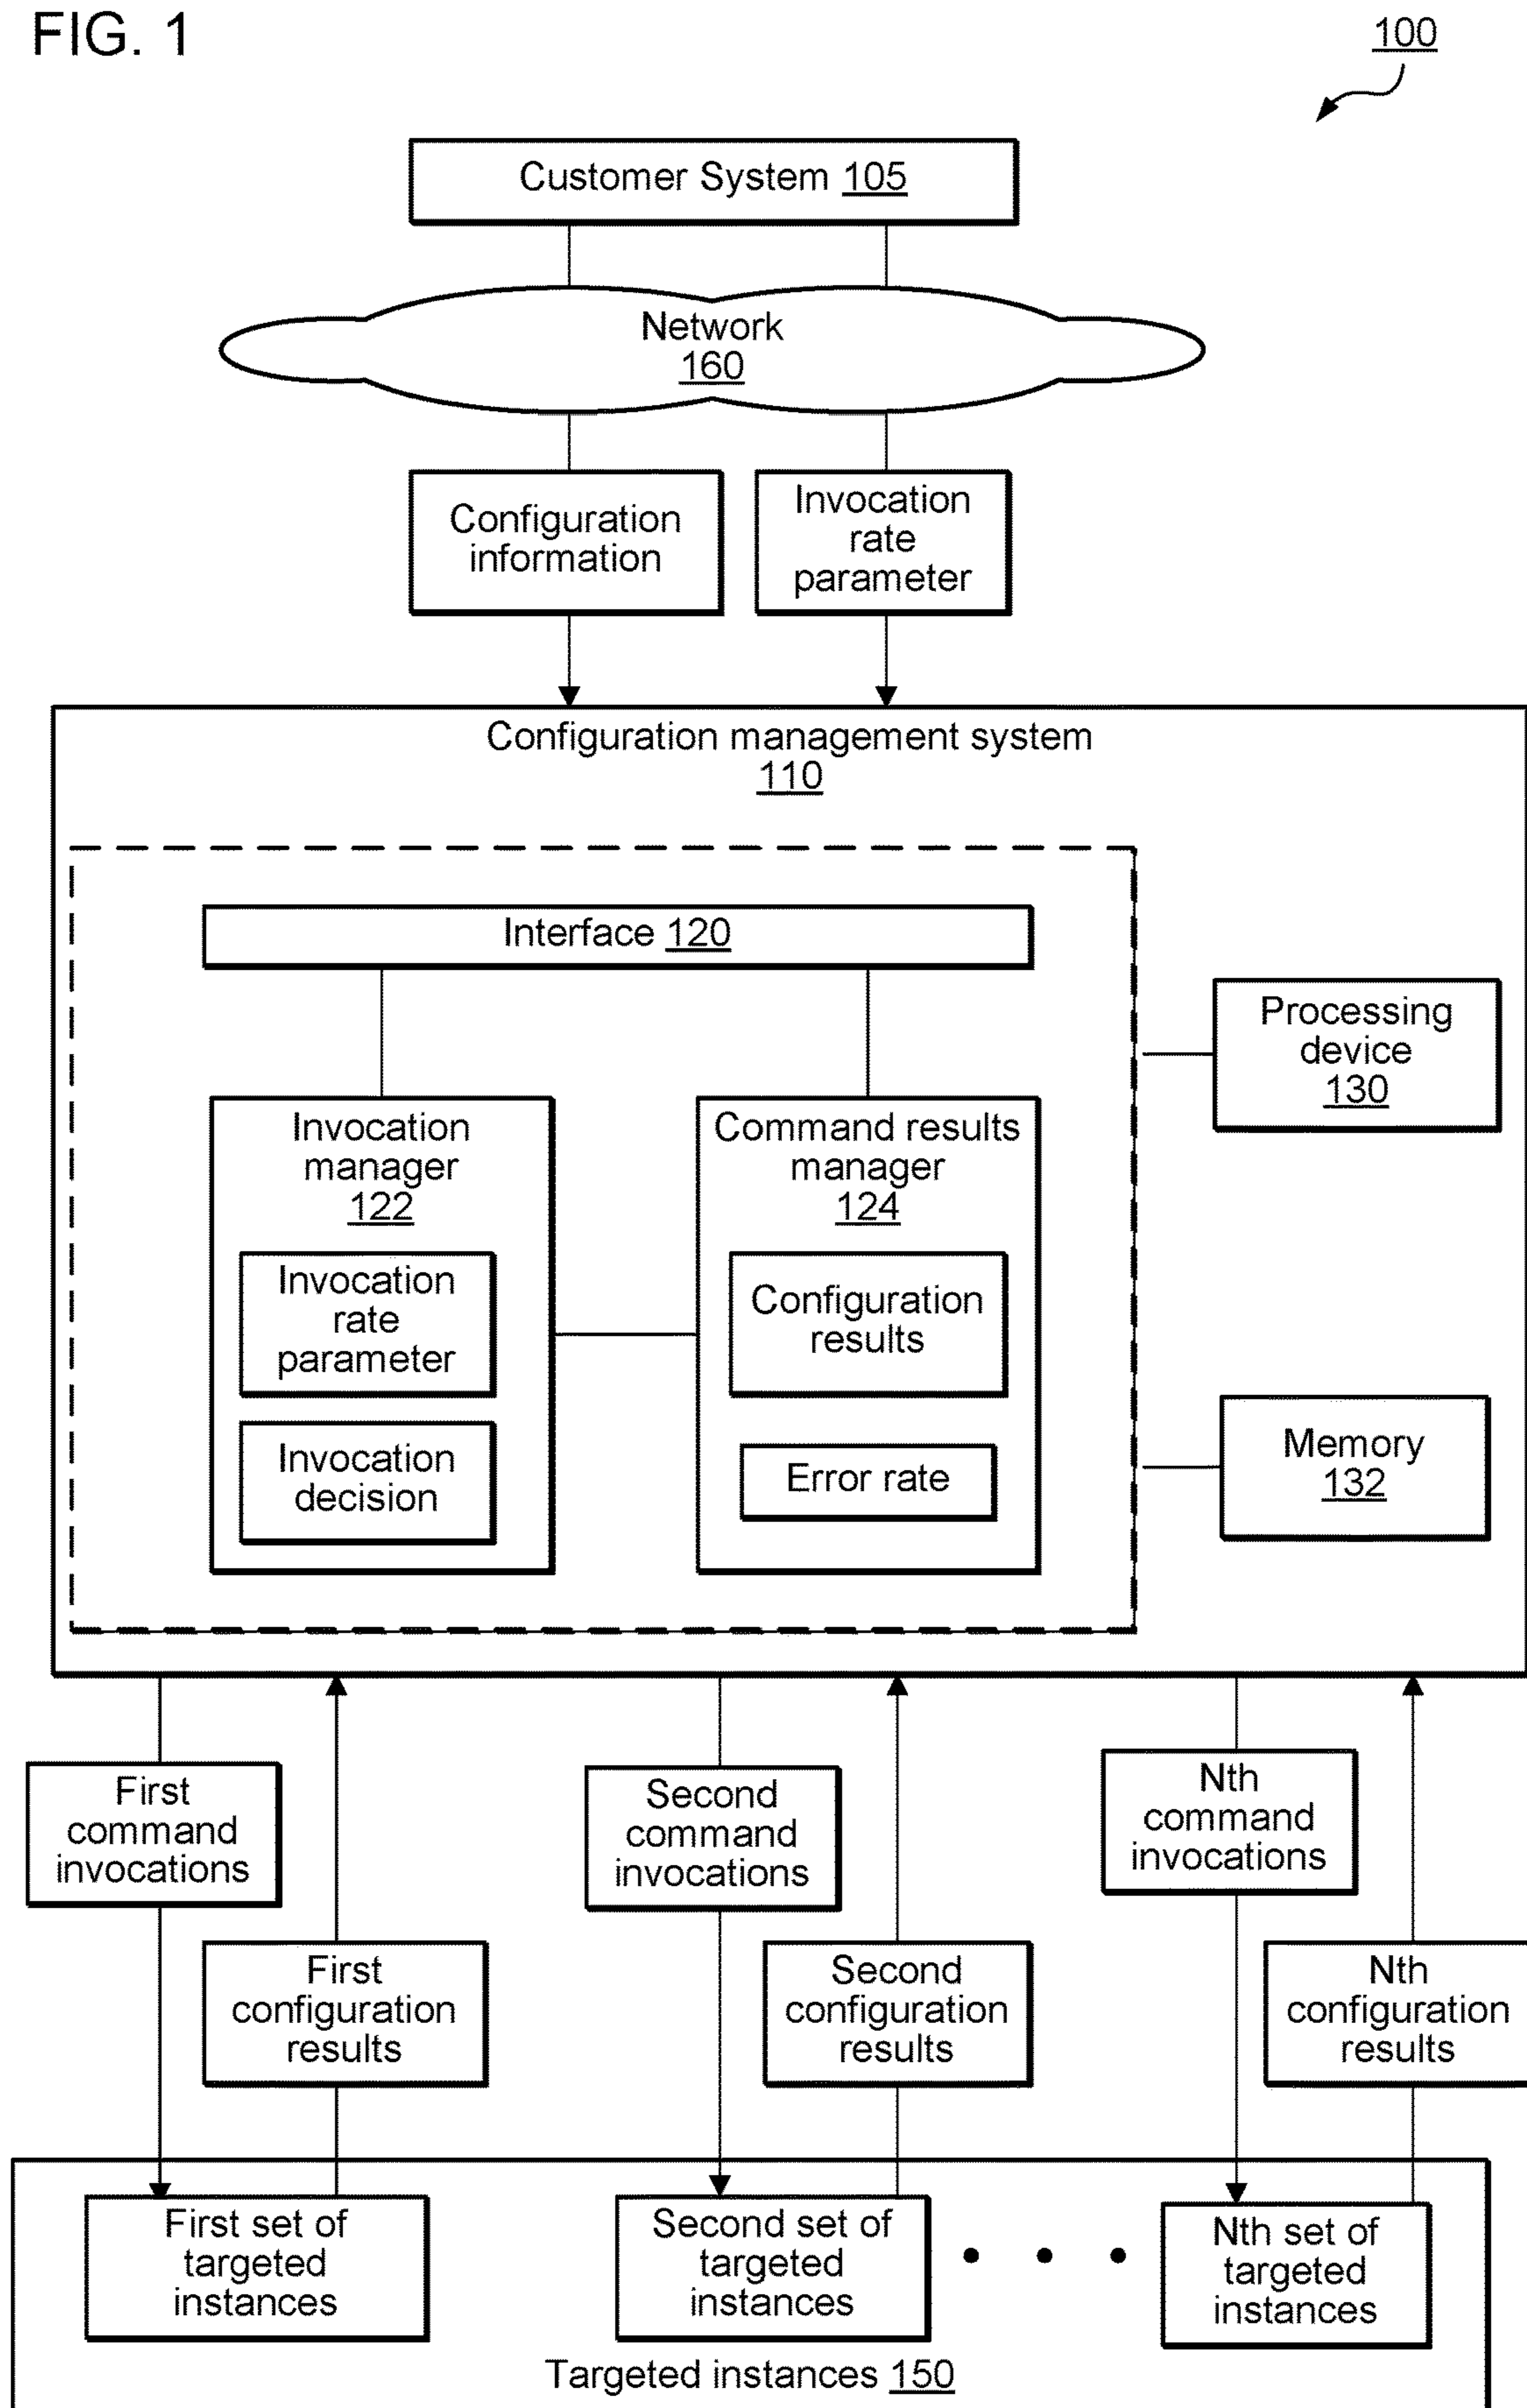 FIG. 1
100
Customer System 105
Network
160
Configuration
information
Invocation
rate
parameter
Configuration management system
110
Interface 120
Processing
device
130
Invocation
manager
122
Command results
manager
124
Invocation
rate
parameter
Configuration
results
Invocation
decision
Error rate
Memory
132
First
command
invocations
Second
command
invocations
Nth
command
invocations
First
configuration
results
Second
configuration
results
Nth
configuration
results
First set of
targeted
instances
Second set of
targeted
instances
Nth set of
targeted
instances
Targeted instances 150